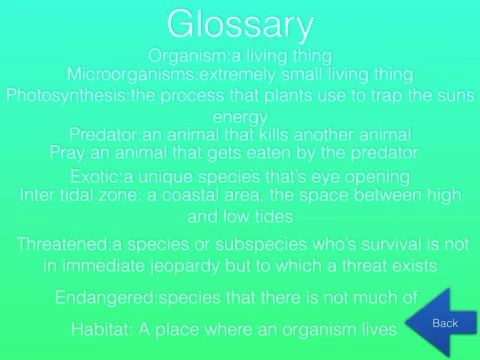 Glossary
Organism:a living thing
Microorganisms:extremely small living thing
Photosynthesis:the process that plants use to trap the suns
energy
Predator:an animal that kills another animal
Pray:an animal that gets eaten by the predator
Exotic:a unique species that's eye opening
Inter tidal zone: a coastal area, the space between high
and low tides
Threatened:a species or subspecies who's survival is not
in immediate jeopardy but to which a threat exists
Endangered:species that there is not much of
Habitat: A place where an organism lives
Back